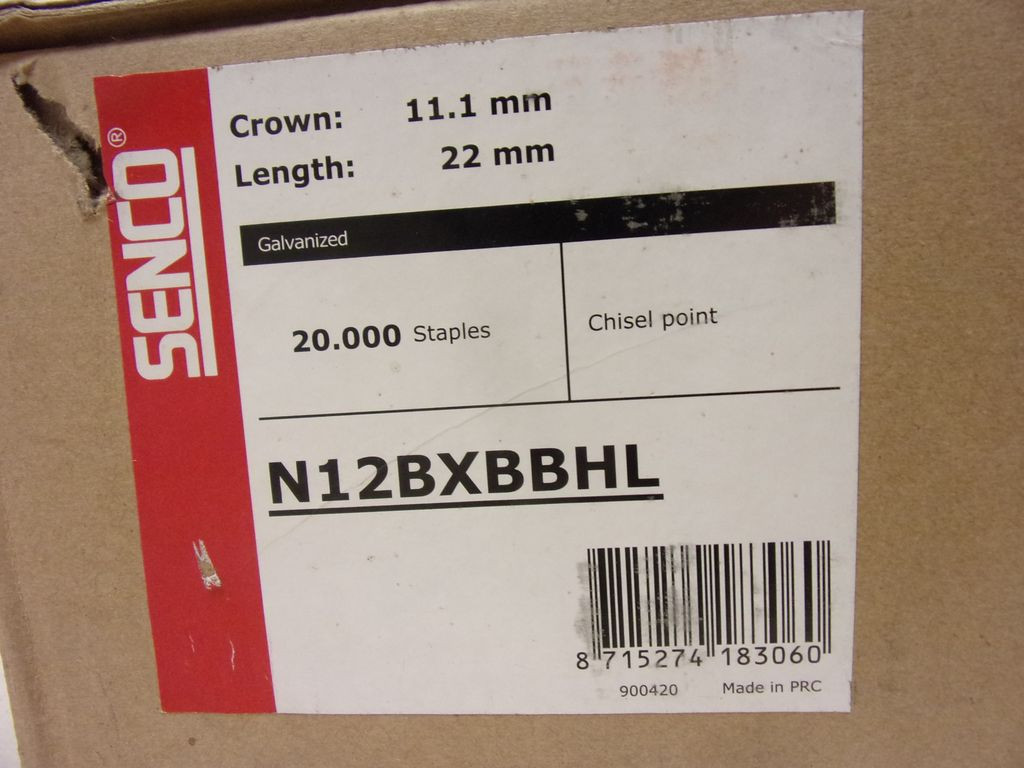 SENCO®
Crown: 11.1 mm
Length: 22 mm
Galvanized
20.000 Staples
Chisel point
N12BXBBHL
8 715274 183060
900420 Made in PRC